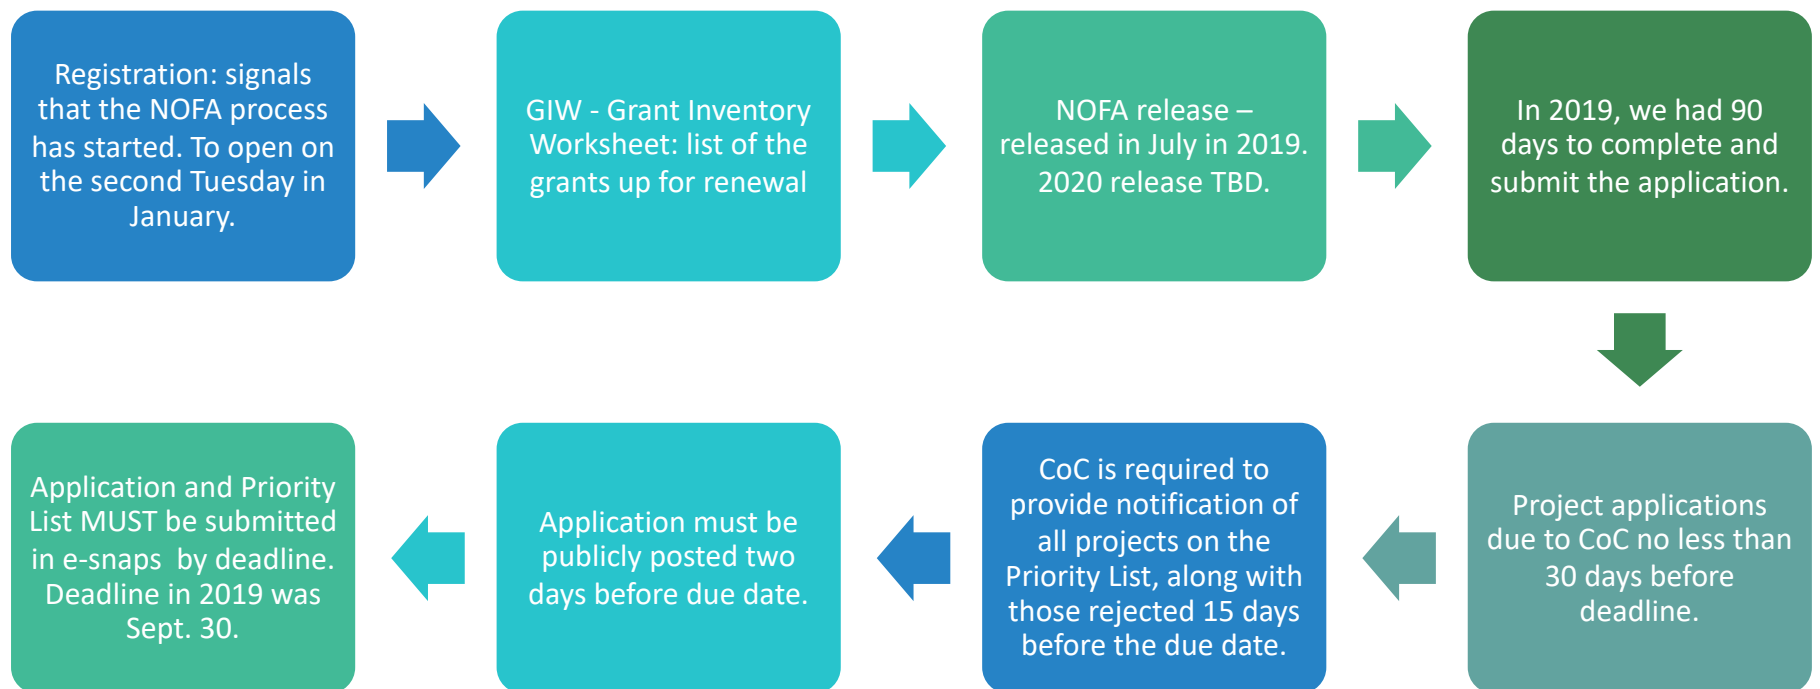 Registration: signals
that the NOFA process
has started. To open on
the second Tuesday in
January.
GIW - Grant Inventory
Worksheet: list of the
grants up for renewal
NOFA release –
released in July in 2019.
2020 release TBD.
In 2019, we had 90
days to complete and
submit the application.
Project applications
due to CoC no less than
30 days before
deadline.
CoC is required to
provide notification of
all projects on the
Priority List, along with
those rejected 15 days
before the due date.
Application must be
publicly posted two
days before due date.
Application and Priority
List MUST be submitted
in e-snaps by deadline.
Deadline in 2019 was
Sept. 30.